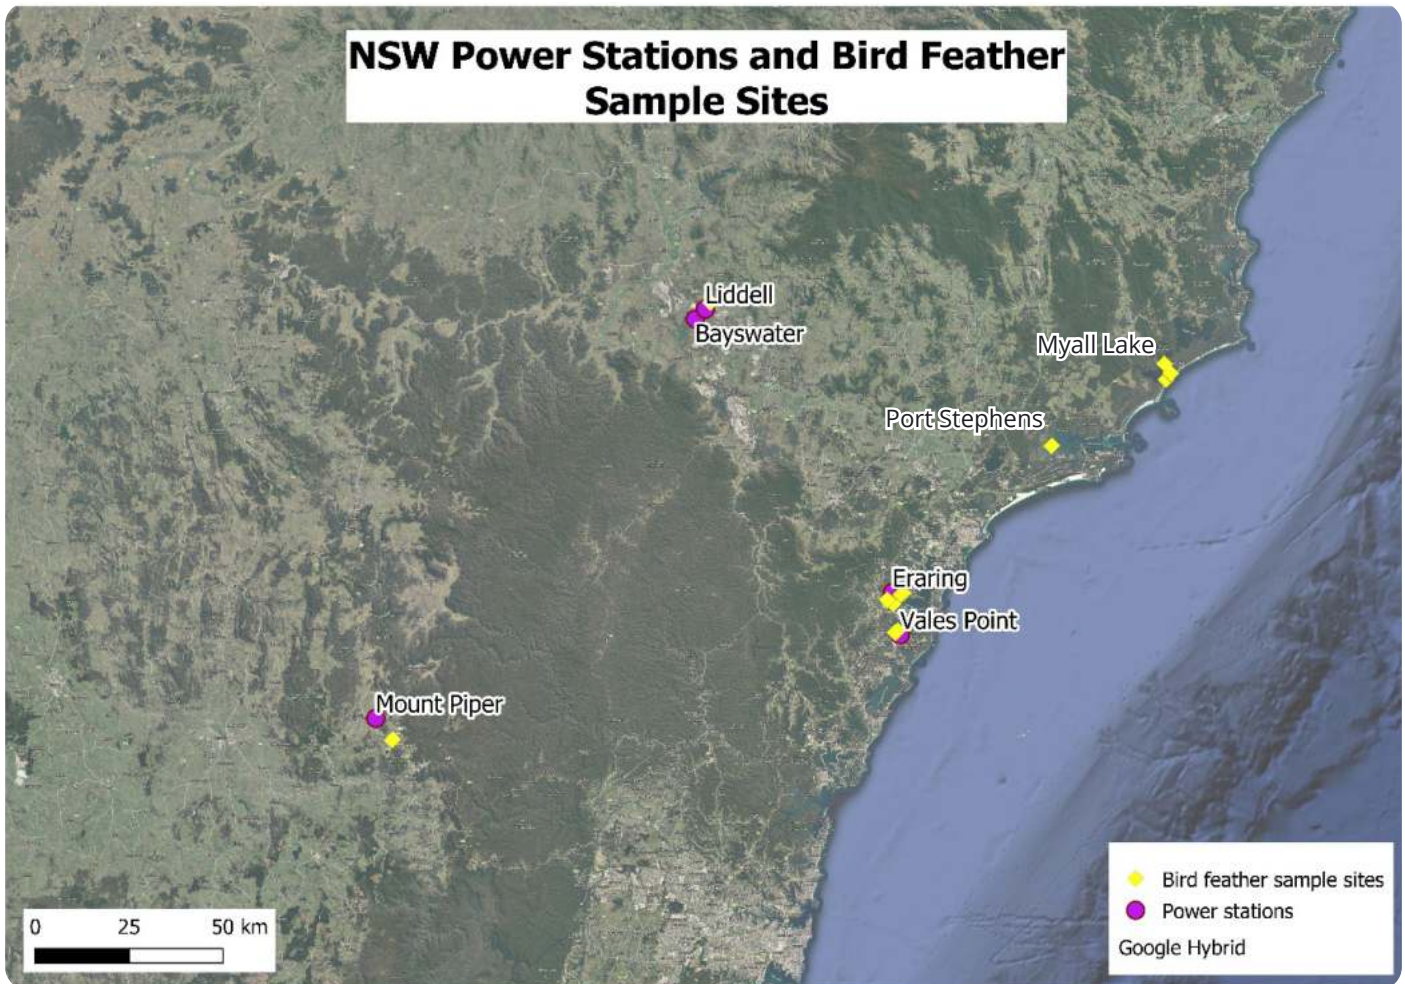 NSW Power Stations and Bird Feather
Sample Sites
Liddell
Bayswater
Myall Lake
Port Stephens
Eraring
Vales Point
Mount Piper
0 25 50 km
Bird feather sample sites
Power stations
Google Hybrid